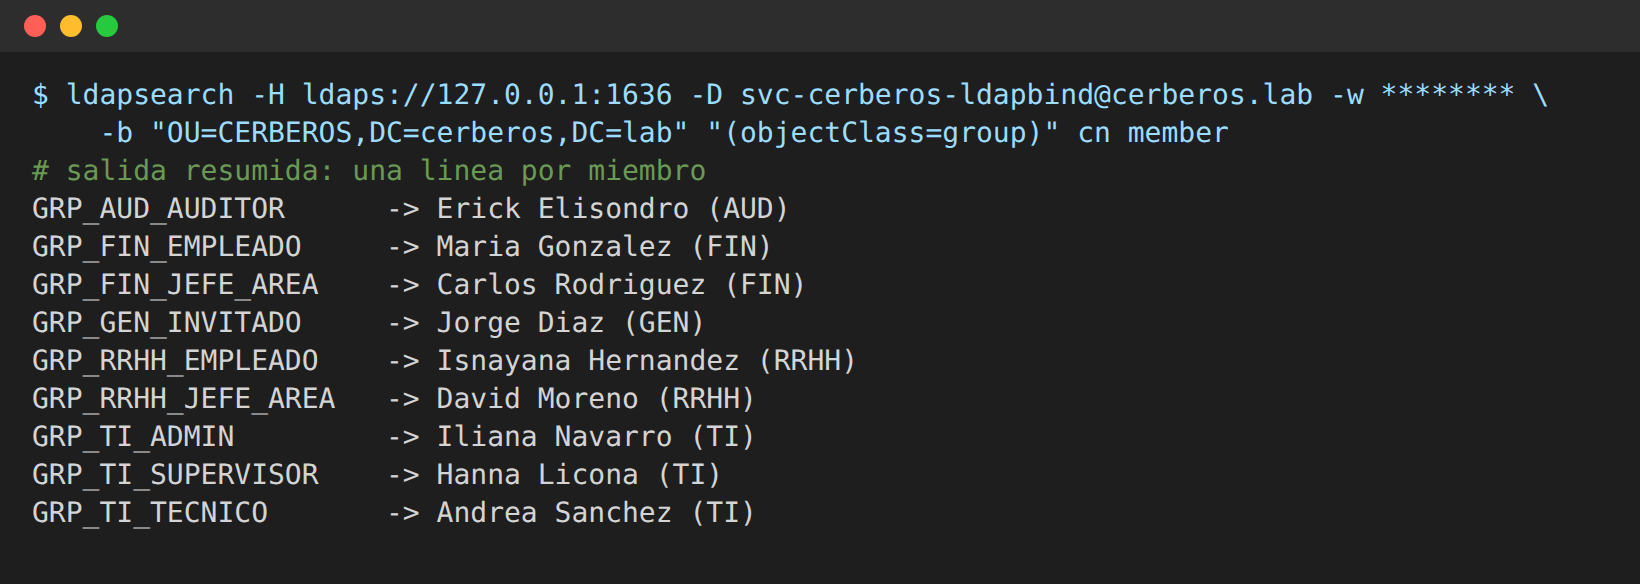 $ ldapsearch -H ldaps://127.0.0.1:1636 -D svc-cerberos-ldapbind@cerberos.lab -w ******** \
    -b "OU=CERBEROS,DC=cerberos,DC=lab" "(objectClass=group)" cn member
# salida resumida: una linea por miembro
GRP_AUD_AUDITOR      -> Erick Elisondro (AUD)
GRP_FIN_EMPLEADO     -> Maria Gonzalez (FIN)
GRP_FIN_JEFE_AREA    -> Carlos Rodriguez (FIN)
GRP_GEN_INVITADO     -> Jorge Diaz (GEN)
GRP_RRHH_EMPLEADO    -> Isnayana Hernandez (RRHH)
GRP_RRHH_JEFE_AREA   -> David Moreno (RRHH)
GRP_TI_ADMIN         -> Iliana Navarro (TI)
GRP_TI_SUPERVISOR    -> Hanna Licona (TI)
GRP_TI_TECNICO       -> Andrea Sanchez (TI)